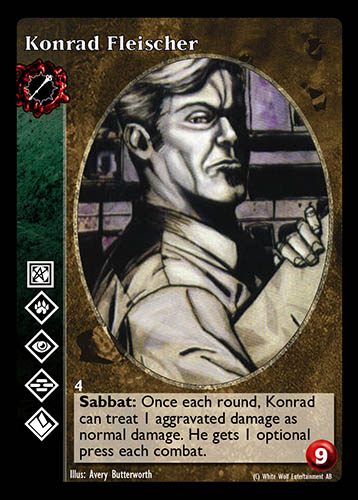 Konrad Fleischer
4
Sabbat: Once each round, Konrad
can treat 1 aggravated damage as
normal damage. He gets 1 optional
press each combat.
9
Illus: Avery Butterworth
(C) White Wolf Entertainment AB